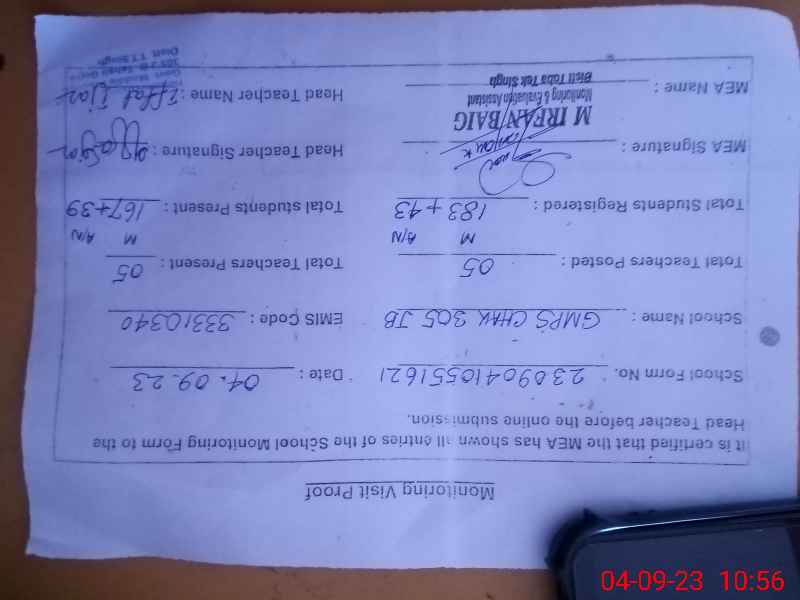 Monitoring Visit Proof
It is certified that the MEA has shown all entries of the School Monitoring Form to the
Head Teacher before the online submission.
School Form No. 230904105551621 Date: 04.09.23
School Name: GMPS CHAK 305 JB EMIS Code: 33310340
Total Teachers Posted: 05 Total Teachers Present: 05
M A/N M A/N
Total Students Registered: 183+43 Total students Present: 167+39
MEA Signature: Head Teacher Signature:
M IRFAN BAIG
Monitoring & Evaluation Assistant
Distt Toba Tek Singh
MEA Name: Head Teacher Name: Iffat Ijaz
Distt. T.T.Singh
04-09-23 10:56